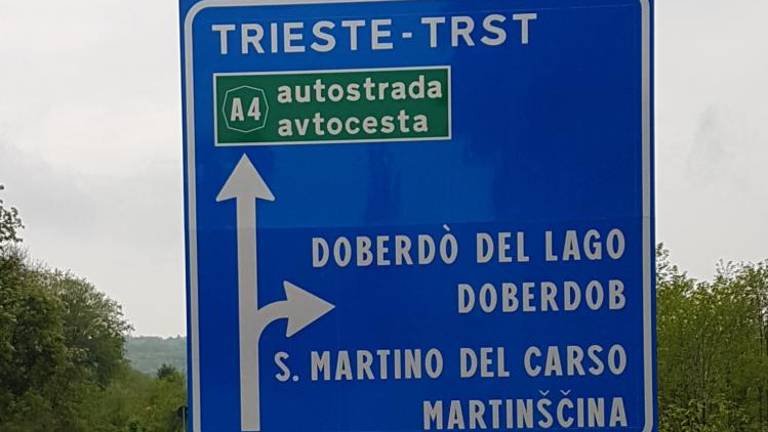 TRIESTE-TRST
A4 autostrada
avtocesta
DOBERDÒ DEL LAGO
DOBERDOB
S. MARTINO DEL CARSO
MARTINŠČINA